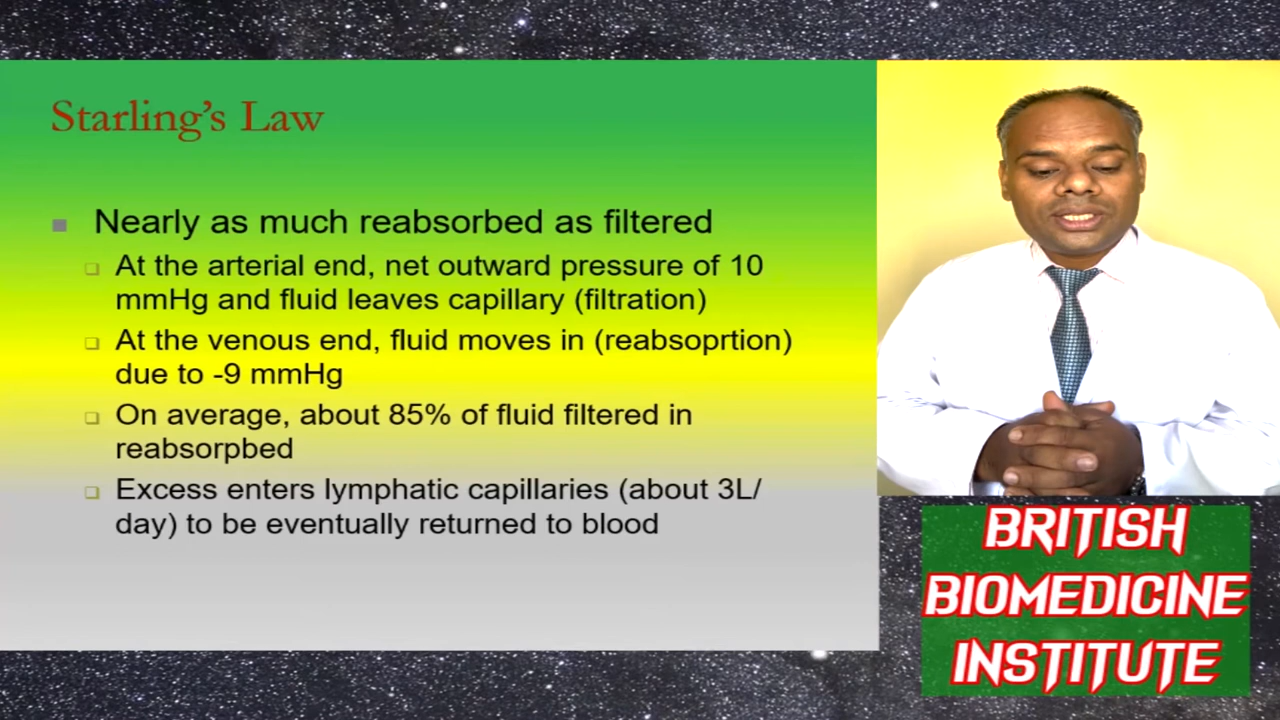 Starling's Law
Nearly as much reabsorbed as filtered
At the arterial end, net outward pressure of 10
mmHg and fluid leaves capillary (filtration)
At the venous end, fluid moves in (reabsoprtion)
due to -9 mmHg
On average, about 85% of fluid filtered in
reabsorpbed
Excess enters lymphatic capillaries (about 3L/
day) to be eventually returned to blood
BRITISH
BIOMEDICINE
INSTITUTE